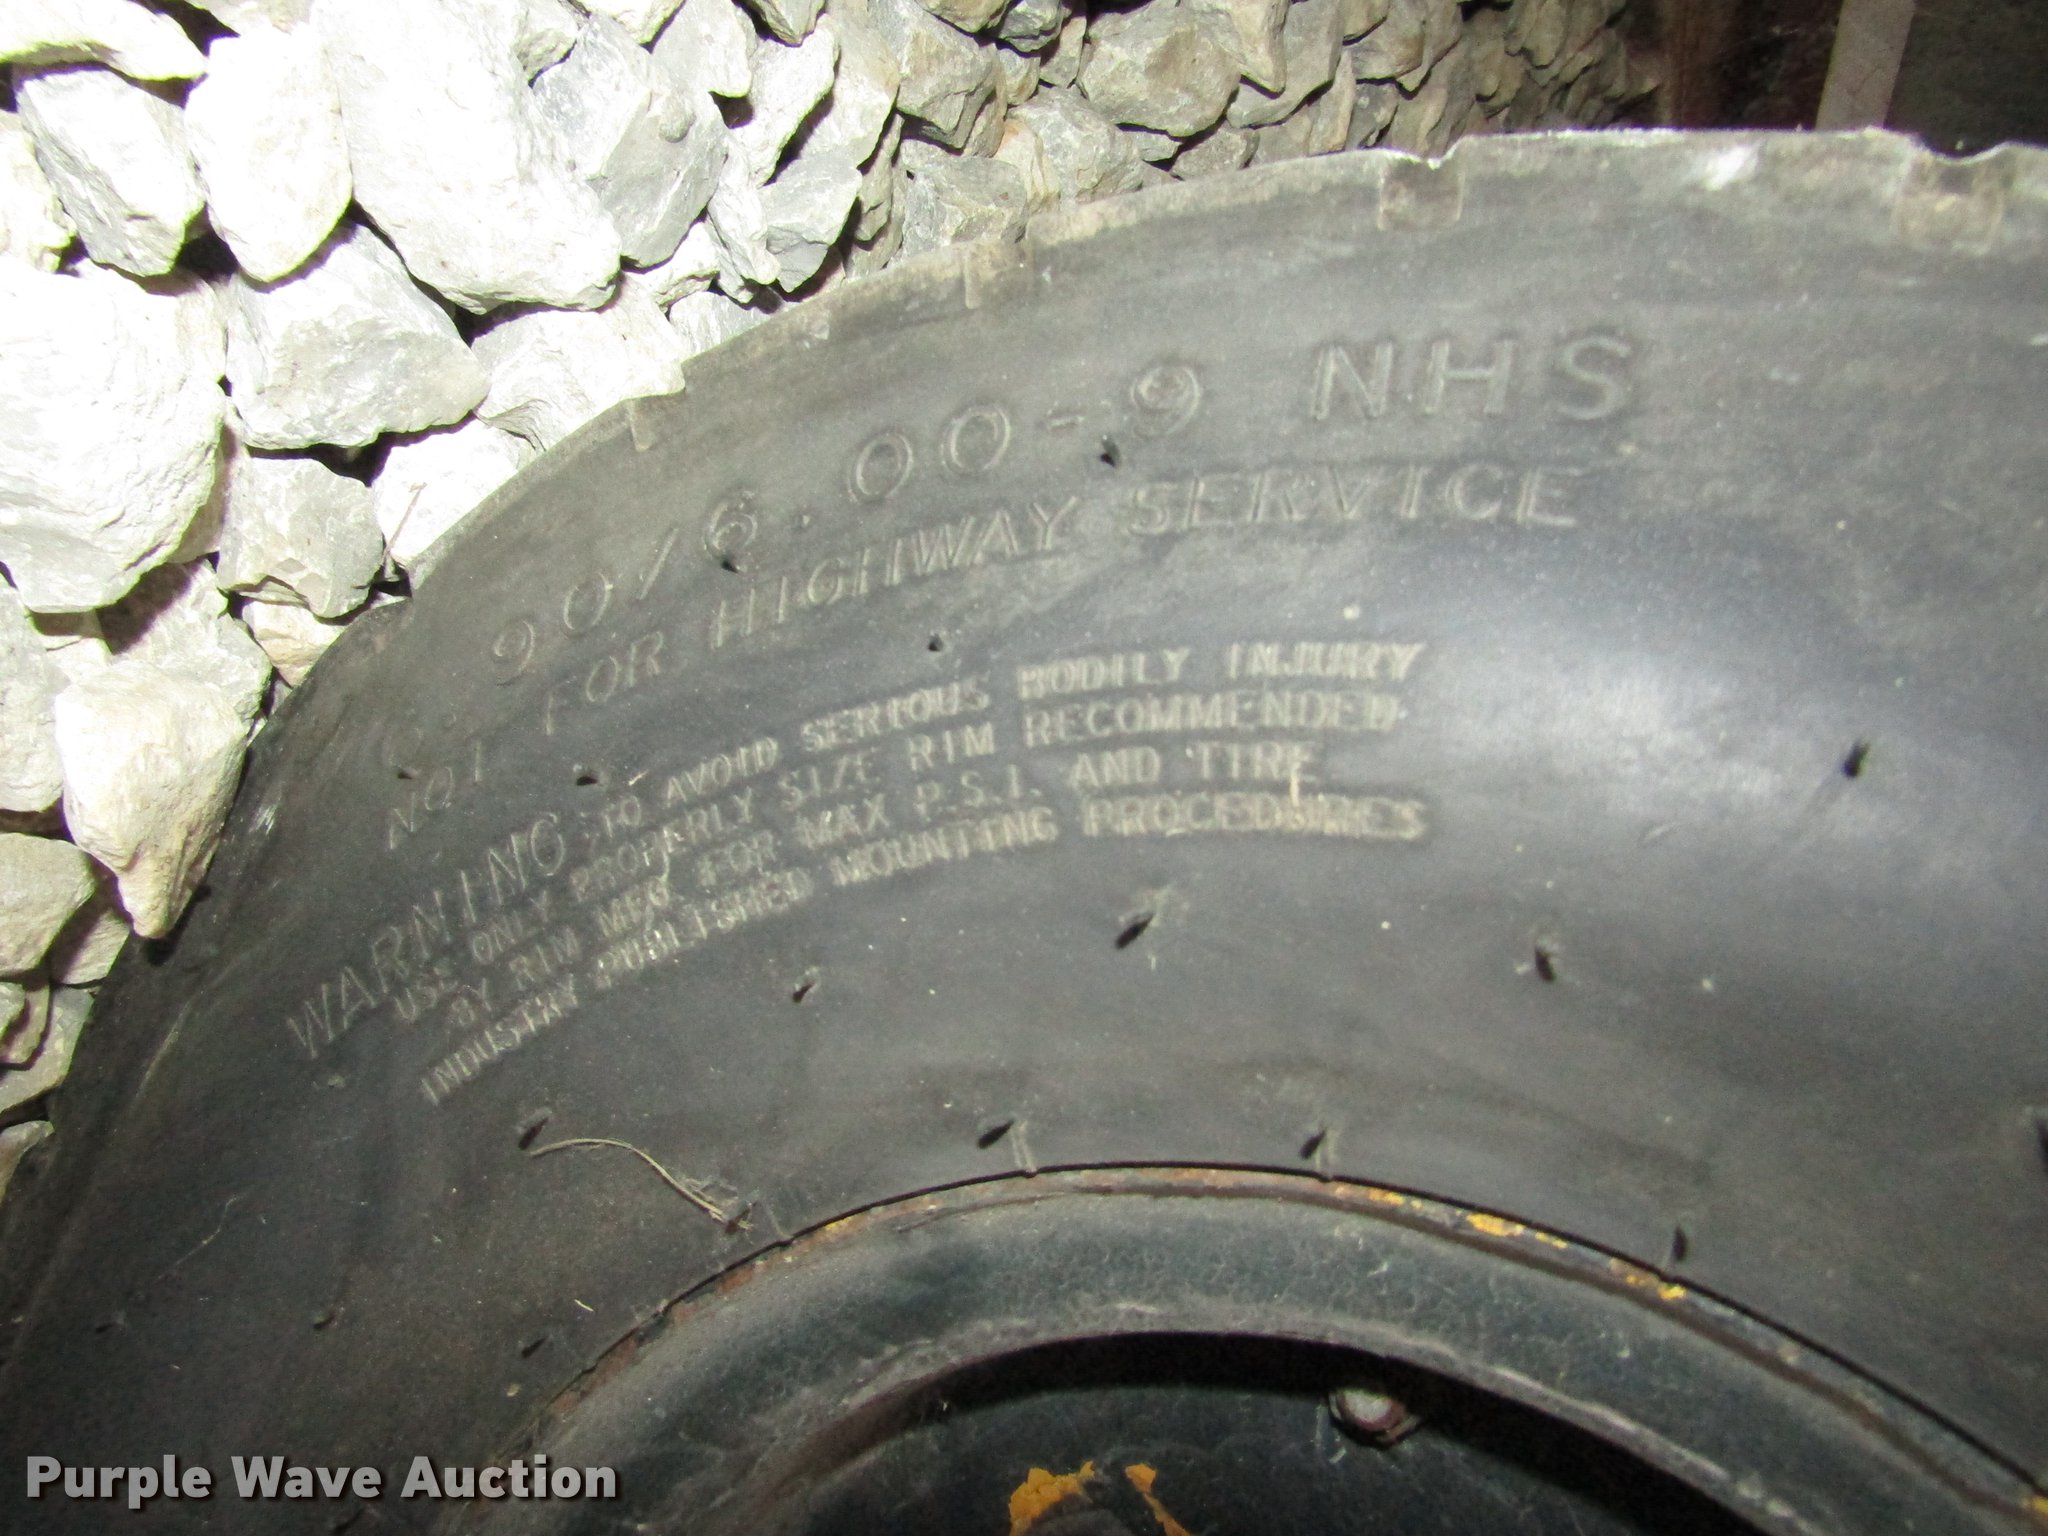 90/6.00-9 NHS
NOT FOR HIGHWAY SERVICE
WARNING: TO AVOID SERIOUS BODILY INJURY
USE ONLY PROPERLY SIZE RIM RECOMMENDED
BY RIM MFG FOR MAX P.S.I. AND TIRE
INDUSTRY PUBLISHED MOUNTING PROCEDURES
Purple Wave Auction